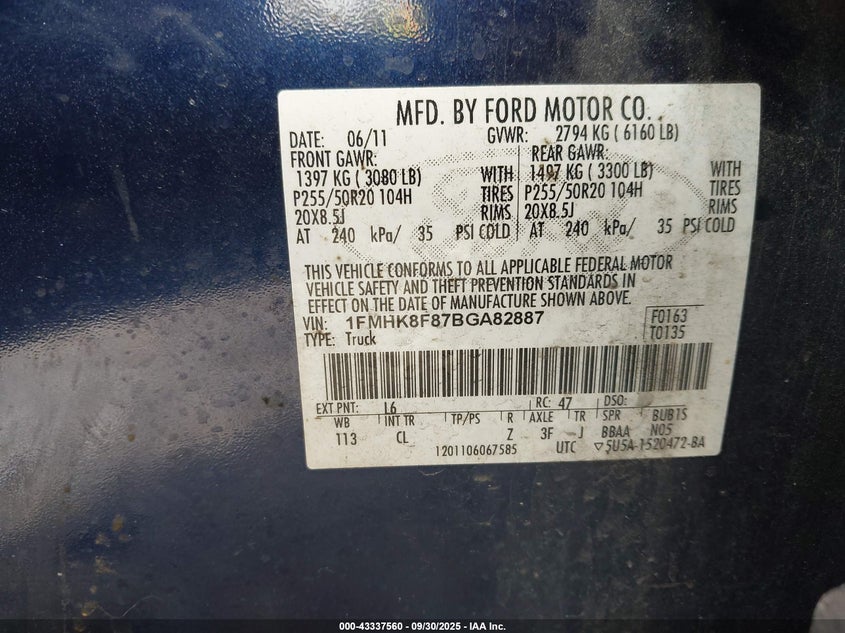 MFD. BY FORD MOTOR CO.
DATE: 06/11 GVWR: 2794 KG ( 6160 LB)
FRONT GAWR: REAR GAWR:
1397 KG ( 3080 LB) WITH 1497 KG ( 3300 LB) WITH
P255/50R20 104H TIRES P255/50R20 104H TIRES
20X8.5J RIMS 20X8.5J RIMS
AT 240 kPa/ 35 PSI COLD AT 240 kPa/ 35 PSI COLD
THIS VEHICLE CONFORMS TO ALL APPLICABLE FEDERAL MOTOR
VEHICLE SAFETY AND THEFT PREVENTION STANDARDS IN
EFFECT ON THE DATE OF MANUFACTURE SHOWN ABOVE.
VIN: 1FMHK8F87BGA82887 F0163
TYPE: Truck T0135
EXT PNT: L6 RC: 47 DSO:
WB INT TR TP/PS R AXLE TR SPR BUB15
113 CL Z 3F J BBAA N05
1201106067585 UTC ▽5U5A-1520472-BA
000-43337560 - 09/30/2025 - IAA Inc.